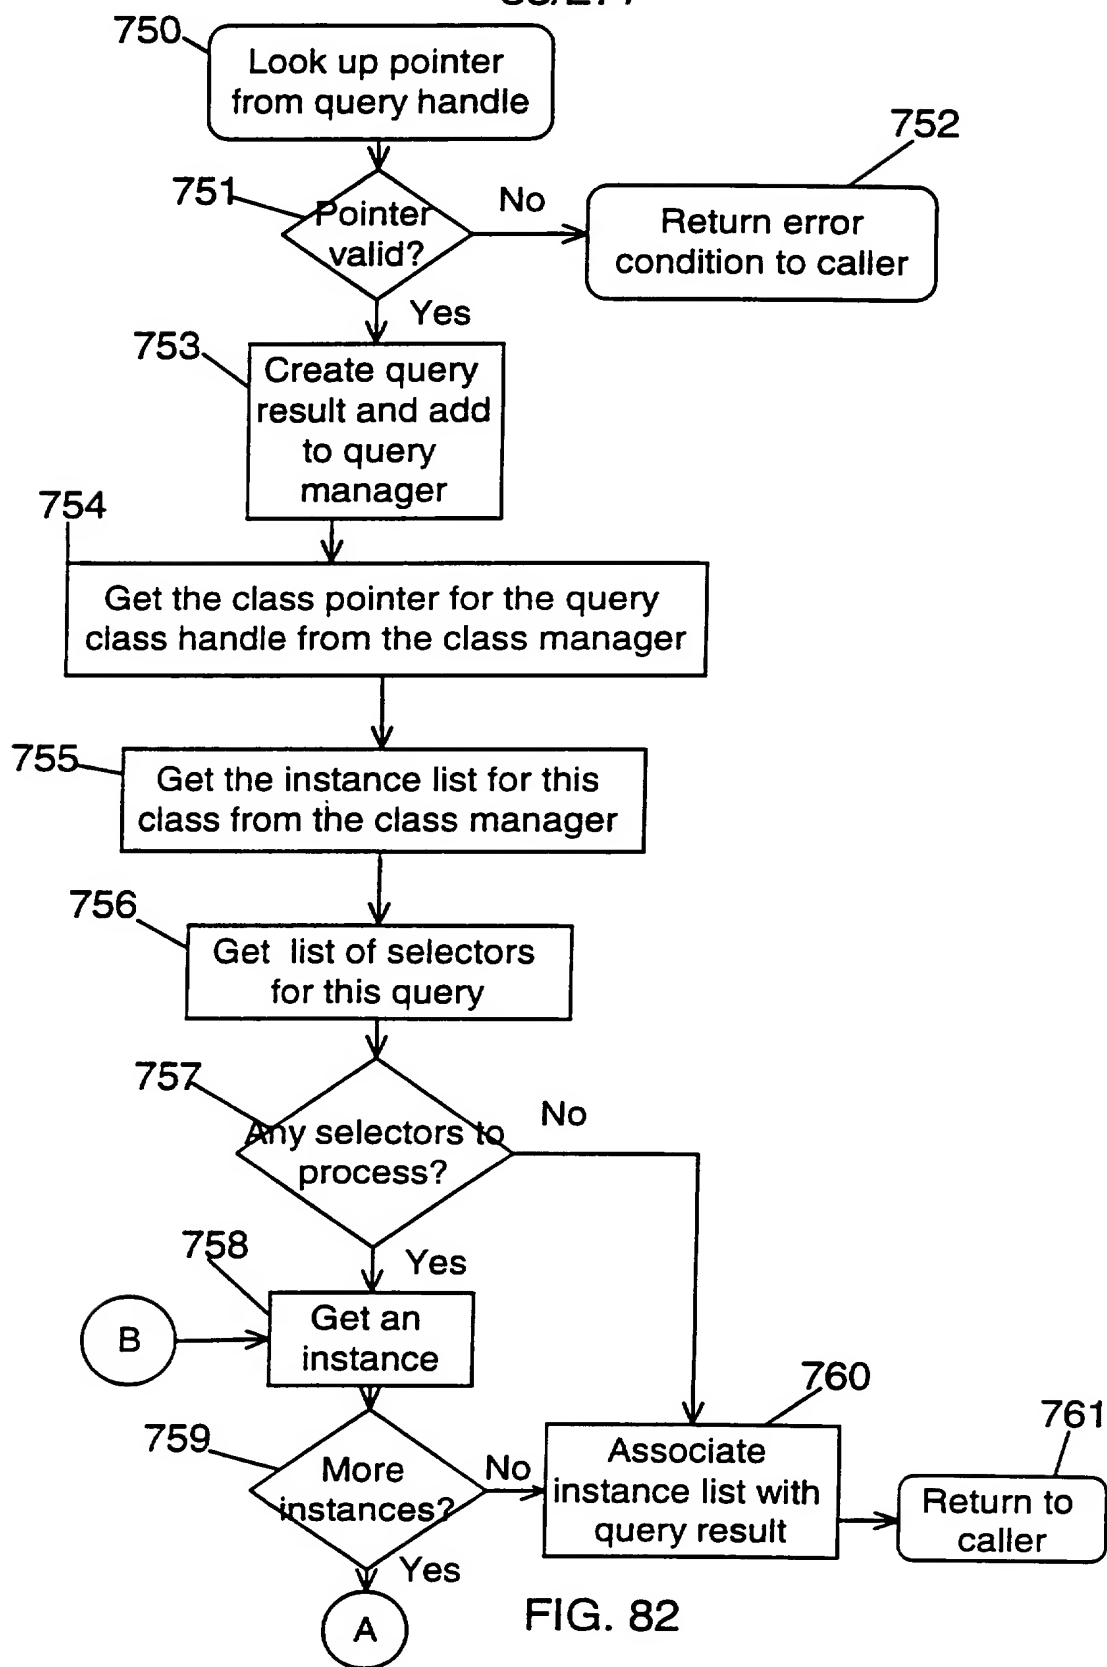 750
Look up pointer
from query handle
752
751
Pointer
valid?
No
Return error
condition to caller
Yes
753
Create query
result and add
to query
manager
754
Get the class pointer for the query
class handle from the class manager
755
Get the instance list for this
class from the class manager
756
Get list of selectors
for this query
757
Any selectors to
process?
No
758
Yes
B
Get an
instance
760
761
759
More
instances?
No
Associate
instance list with
query result
Return to
caller
Yes
A
FIG. 82